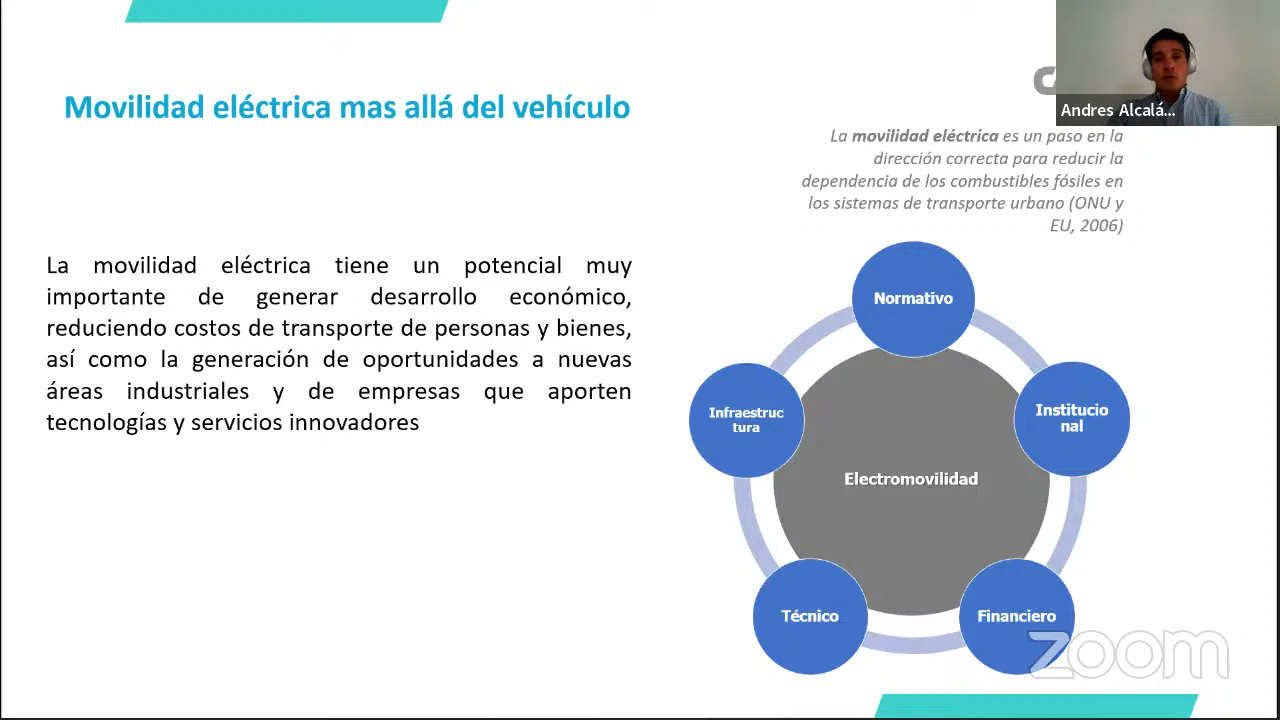 Movilidad eléctrica mas allá del vehículo
Andres Alcalá...
La movilidad eléctrica es un paso en la
dirección correcta para reducir la
dependencia de los combustibles fósiles en
los sistemas de transporte urbano (ONU y
EU, 2006)
La movilidad eléctrica tiene un potencial muy
importante de generar desarrollo económico,
reduciendo costos de transporte de personas y bienes,
así como la generación de oportunidades a nuevas
áreas industriales y de empresas que aporten
tecnologías y servicios innovadores
Normativo
Infraestruc
tura
Institucio
nal
Electromovilidad
Técnico
Financiero
zoom